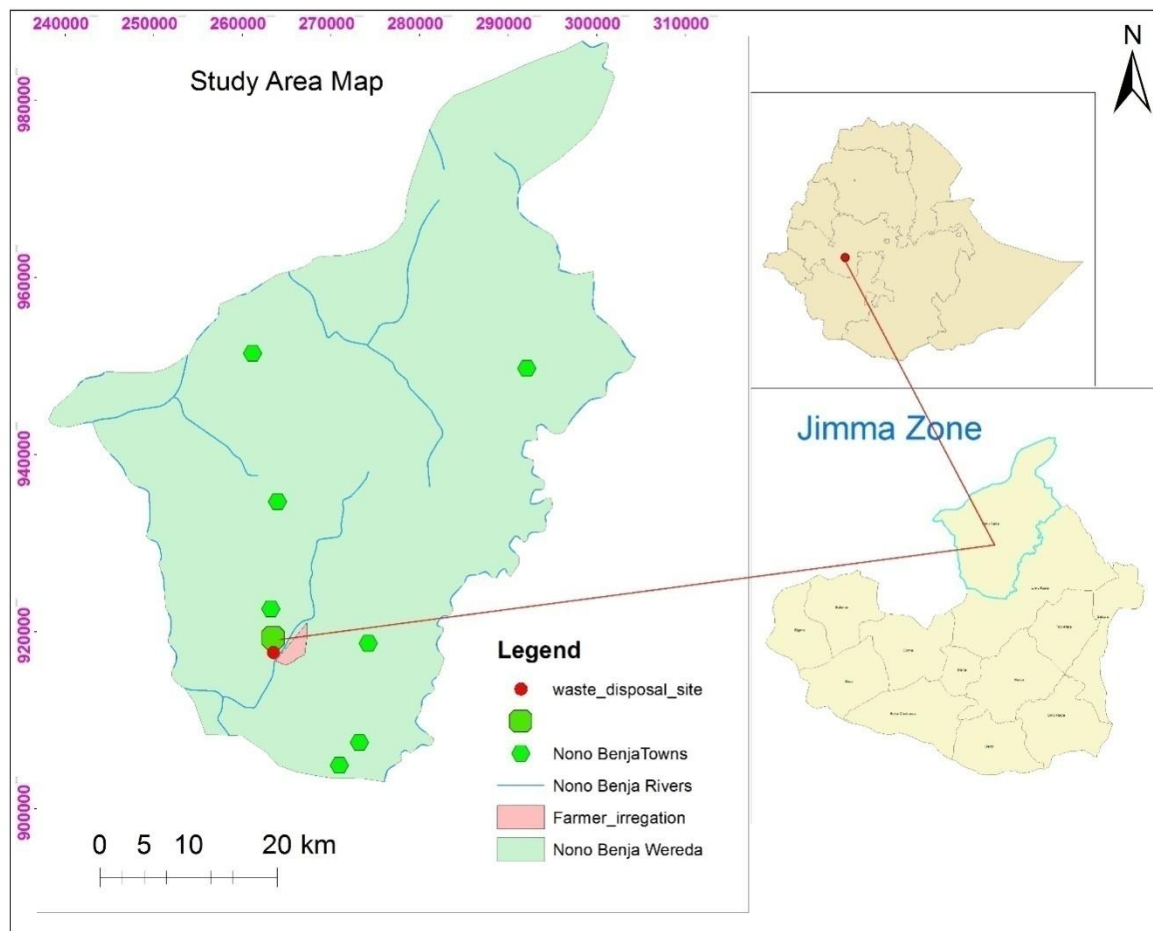 240000 250000 260000 270000 280000 290000 300000 310000
Study Area Map
N
980000
960000
940000
920000
900000
Jimma Zone
Legend
waste_disposal_site
Nono BenjaTowns
Nono Benja Rivers
Farmer_irregation
Nono Benja Wereda
0 5 10 20 km